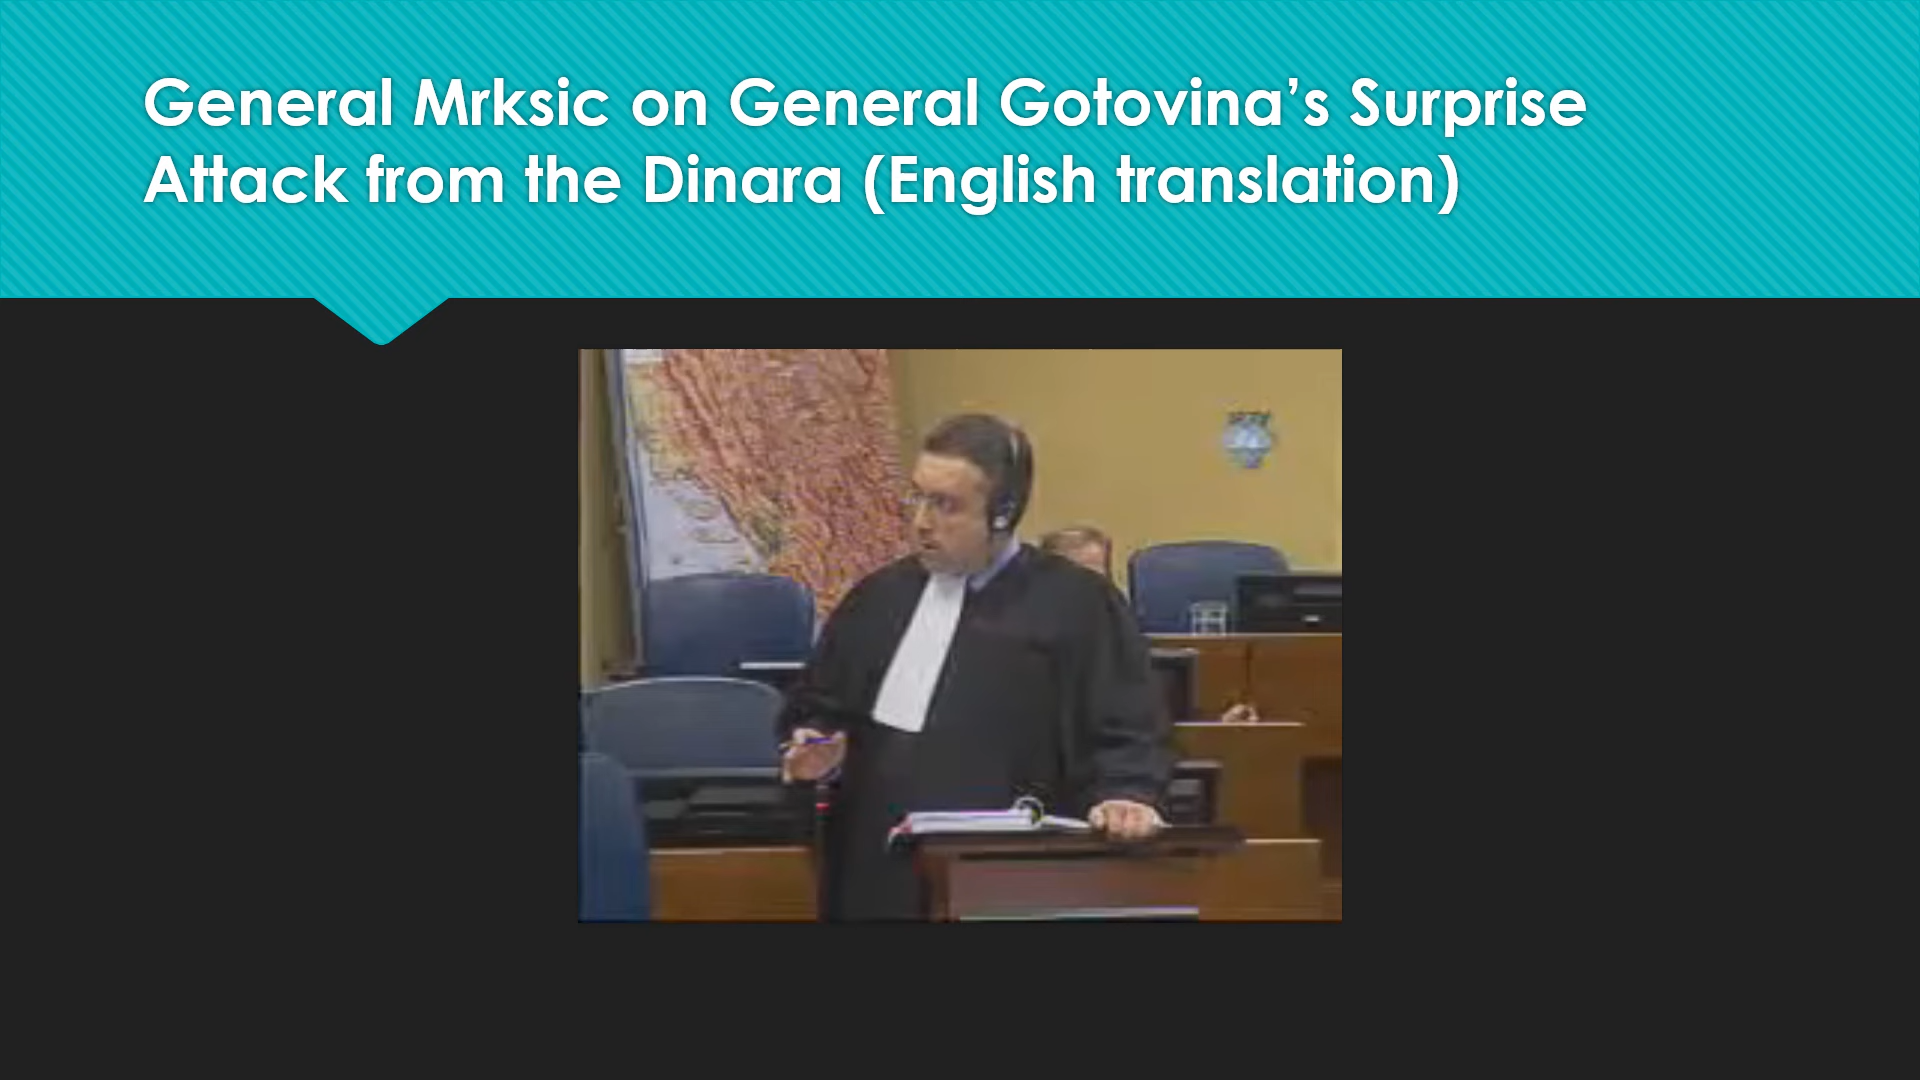 General Mrksic on General Gotovina’s Surprise
Attack from the Dinara (English translation)